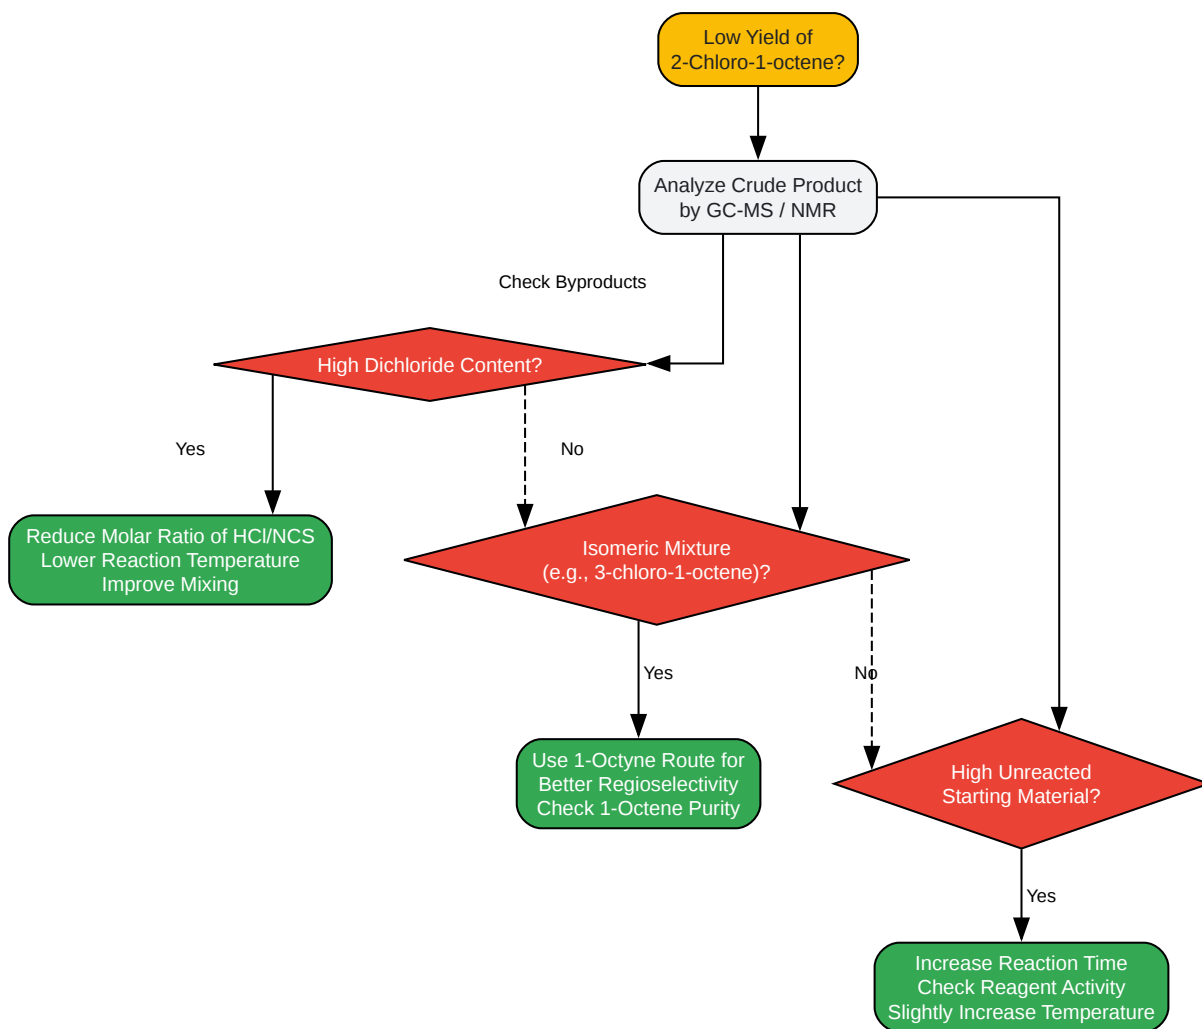 Low Yield of
2-Chloro-1-octene?
Analyze Crude Product
by GC-MS / NMR
Check Byproducts
High Dichloride Content?
Yes
No
Reduce Molar Ratio of HCl/NCS
Lower Reaction Temperature
Improve Mixing
Isomeric Mixture
(e.g., 3-chloro-1-octene)?
Yes
No
Use 1-Octyne Route for
Better Regioselectivity
Check 1-Octene Purity
High Unreacted
Starting Material?
Yes
Increase Reaction Time
Check Reagent Activity
Slightly Increase Temperature